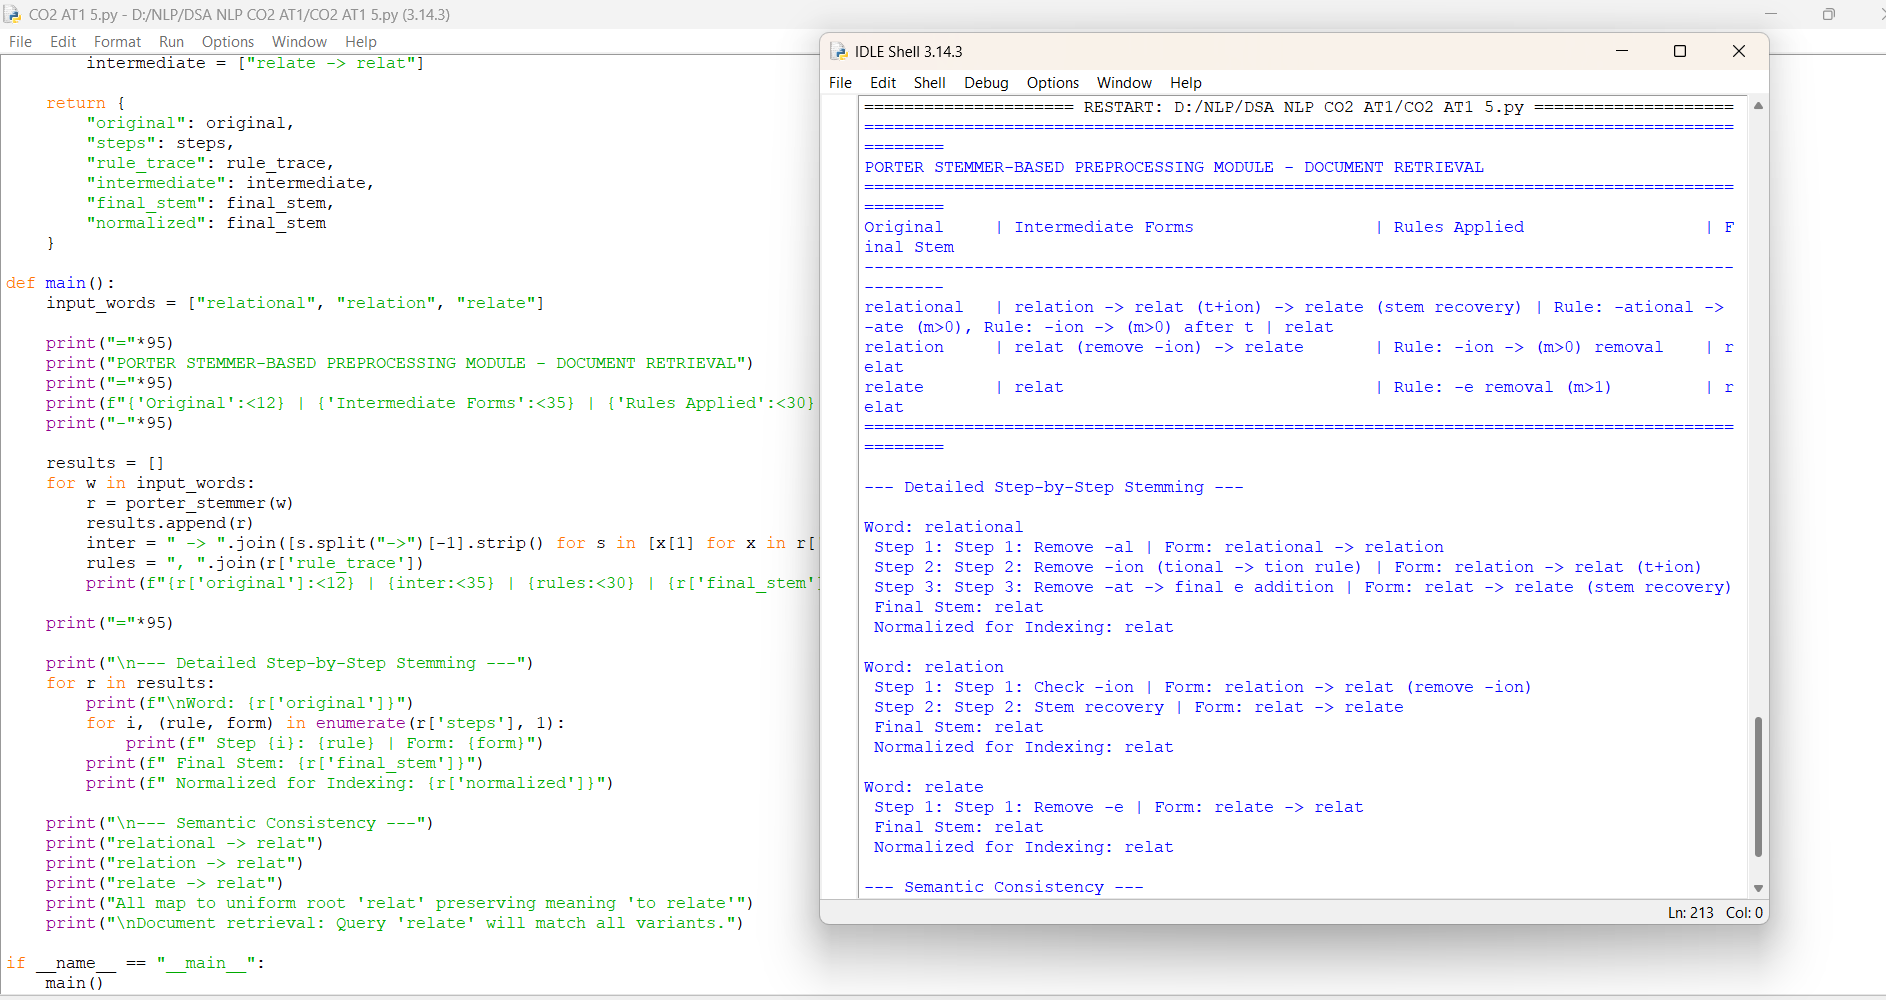 CO2 AT1 5.py - D:/NLP/DSA NLP CO2 AT1/CO2 AT1 5.py (3.14.3)
File Edit Format Run Options Window Help
        intermediate = ["relate -> relat"]

    return {
        "original": original,
        "steps": steps,
        "rule_trace": rule_trace,
        "intermediate": intermediate,
        "final_stem": final_stem,
        "normalized": final_stem
    }

def main():
    input_words = ["relational", "relation", "relate"]

    print("="*95)
    print("PORTER STEMMER-BASED PREPROCESSING MODULE - DOCUMENT RETRIEVAL")
    print("="*95)
    print(f"{'Original':<12} | {'Intermediate Forms':<35} | {'Rules Applied':<30}
    print("-"*95)

    results = []
    for w in input_words:
        r = porter_stemmer(w)
        results.append(r)
        inter = " -> ".join([s.split("->")[-1].strip() for s in [x[1] for x in r[
        rules = ", ".join(r['rule_trace'])
        print(f"{r['original']:<12} | {inter:<35} | {rules:<30} | {r['final_stem']

    print("="*95)

    print("\n--- Detailed Step-by-Step Stemming ---")
    for r in results:
        print(f"\nWord: {r['original']}")
        for i, (rule, form) in enumerate(r['steps'], 1):
            print(f" Step {i}: {rule} | Form: {form}")
        print(f" Final Stem: {r['final_stem']}")
        print(f" Normalized for Indexing: {r['normalized']}")

    print("\n--- Semantic Consistency ---")
    print("relational -> relat")
    print("relation -> relat")
    print("relate -> relat")
    print("All map to uniform root 'relat' preserving meaning 'to relate'")
    print("\nDocument retrieval: Query 'relate' will match all variants.")

if __name__ == "__main__":
    main()
IDLE Shell 3.14.3
File Edit Shell Debug Options Window Help
===================== RESTART: D:/NLP/DSA NLP CO2 AT1/CO2 AT1 5.py ====================
=======================================================================================
========
PORTER STEMMER-BASED PREPROCESSING MODULE - DOCUMENT RETRIEVAL
=======================================================================================
========
Original     | Intermediate Forms                  | Rules Applied                  | F
inal Stem
---------------------------------------------------------------------------------------
--------
relational   | relation -> relat (t+ion) -> relate (stem recovery) | Rule: -ational ->
-ate (m>0), Rule: -ion -> (m>0) after t | relat
relation     | relat (remove -ion) -> relate       | Rule: -ion -> (m>0) removal    | r
elat
relate       | relat                               | Rule: -e removal (m>1)         | r
elat
=======================================================================================
========

--- Detailed Step-by-Step Stemming ---

Word: relational
 Step 1: Step 1: Remove -al | Form: relational -> relation
 Step 2: Step 2: Remove -ion (tional -> tion rule) | Form: relation -> relat (t+ion)
 Step 3: Step 3: Remove -at -> final e addition | Form: relat -> relate (stem recovery)
 Final Stem: relat
 Normalized for Indexing: relat

Word: relation
 Step 1: Step 1: Check -ion | Form: relation -> relat (remove -ion)
 Step 2: Step 2: Stem recovery | Form: relat -> relate
 Final Stem: relat
 Normalized for Indexing: relat

Word: relate
 Step 1: Step 1: Remove -e | Form: relate -> relat
 Final Stem: relat
 Normalized for Indexing: relat

--- Semantic Consistency ---
Ln: 213 Col: 0